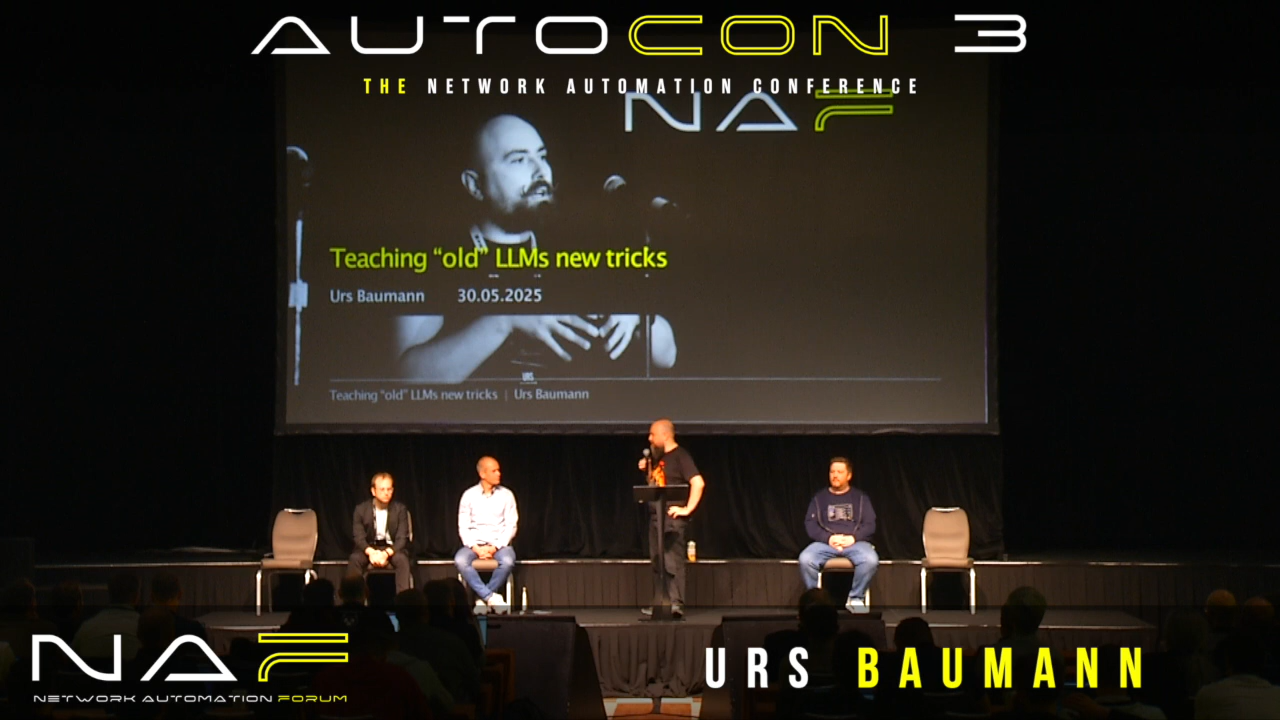 AUTOCON 3
THE NETWORK AUTOMATION CONFERENCE
NAF
Teaching “old” LLMs new tricks
Urs Baumann 30.05.2025
URS
Teaching “old” LLMs new tricks | Urs Baumann
NAF
NETWORK AUTOMATION FORUM
URS BAUMANN